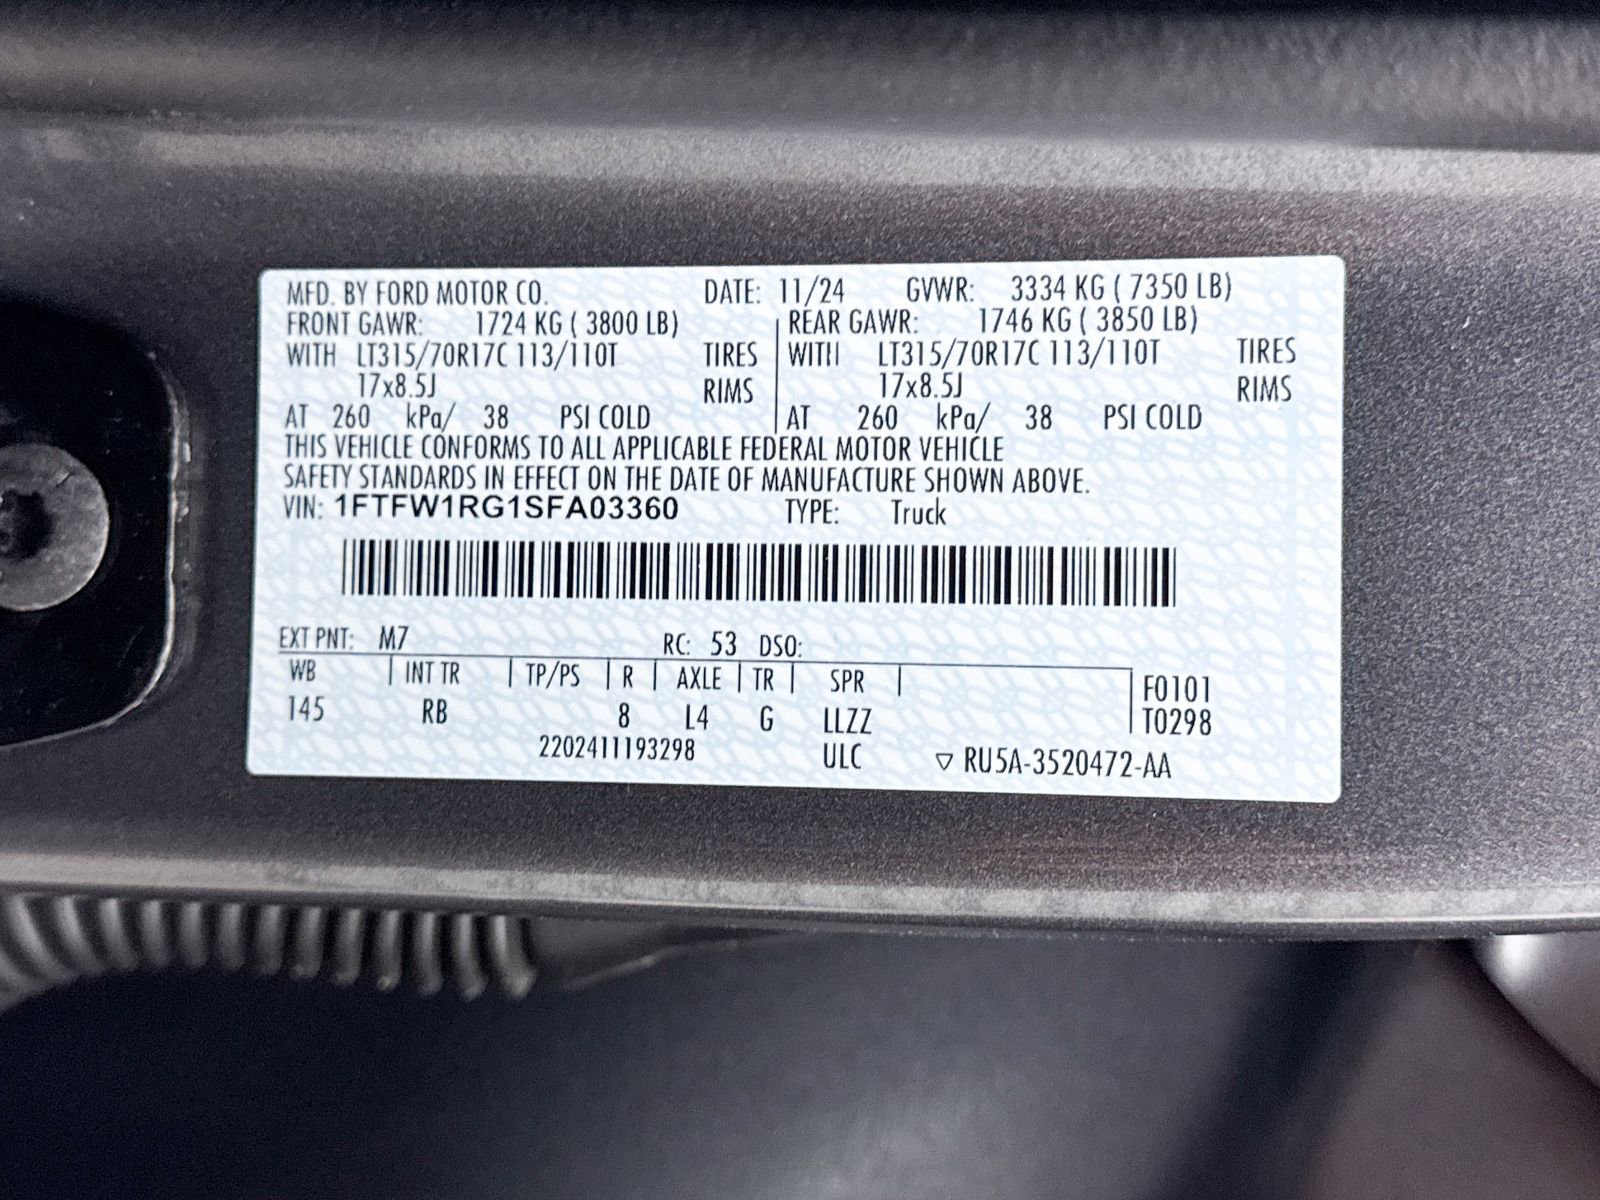 MFD. BY FORD MOTOR CO. DATE: 11/24 GVWR: 3334 KG ( 7350 LB)
FRONT GAWR: 1724 KG ( 3800 LB) REAR GAWR: 1746 KG ( 3850 LB)
WITH LT315/70R17C 113/110T TIRES WITH LT315/70R17C 113/110T TIRES
17x8.5J RIMS 17x8.5J RIMS
AT 260 kPa/ 38 PSI COLD AT 260 kPa/ 38 PSI COLD
THIS VEHICLE CONFORMS TO ALL APPLICABLE FEDERAL MOTOR VEHICLE
SAFETY STANDARDS IN EFFECT ON THE DATE OF MANUFACTURE SHOWN ABOVE.
VIN: 1FTFW1RG1SFA03360 TYPE: Truck
EXT PNT: M7 RC: 53 DSO:
WB | INT TR | TP/PS | R | AXLE | TR | SPR | F0101
145 RB 8 L4 G LLZZ T0298
2202411193298 ULC ▽ RU5A-3520472-AA